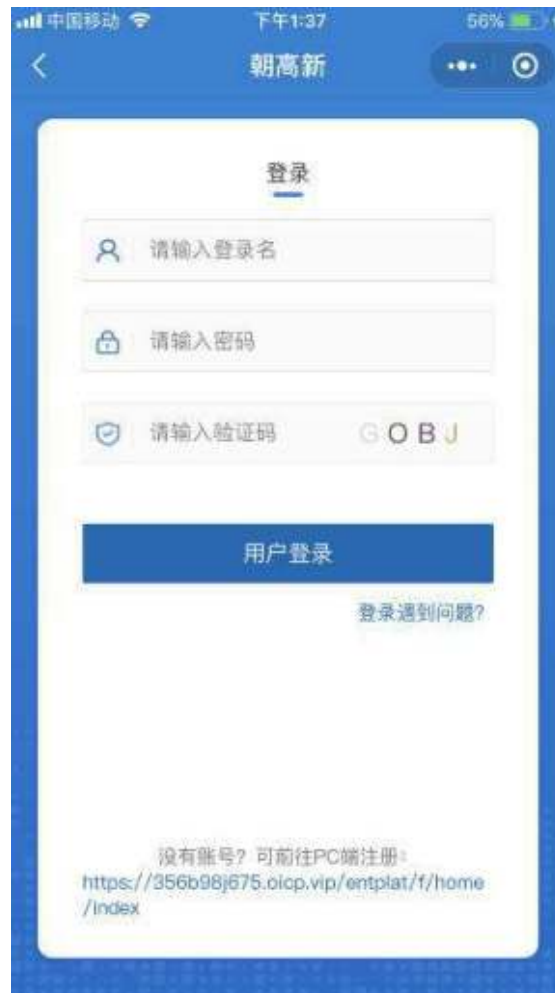 中国移动 下午1:37 56%
朝高新
登录
请输入登录名
请输入密码
请输入验证码 G O B J
用户登录
登录遇到问题?
没有账号? 可前往PC端注册:
https://356b98j675.oicp.vip/entplat/f/home
/index